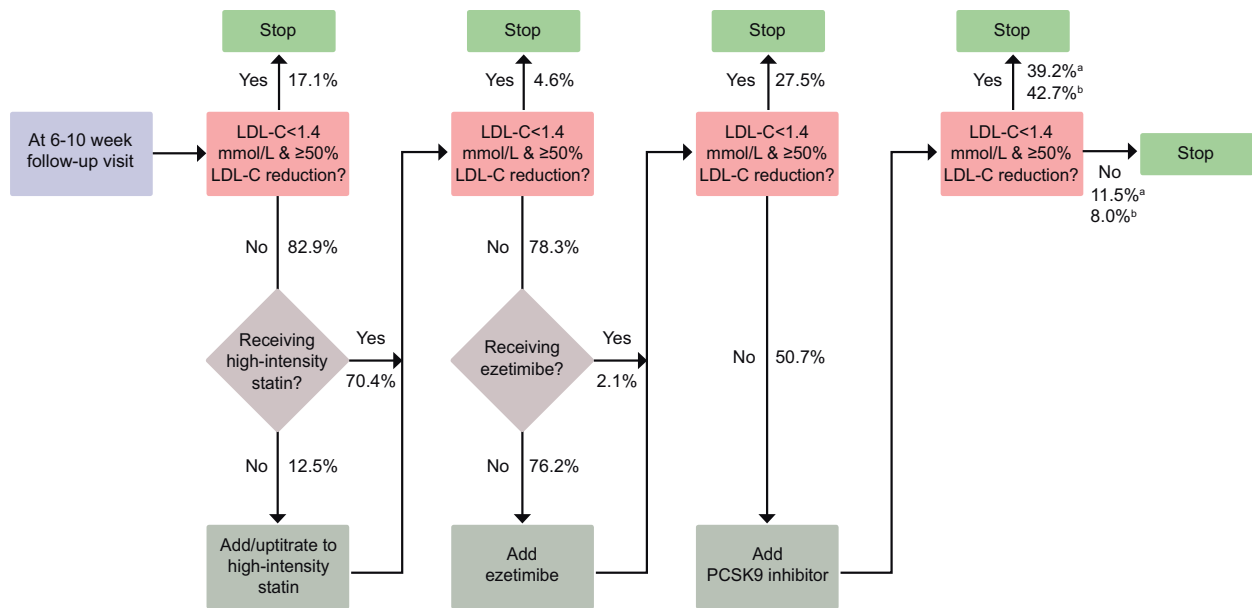 Stop
Stop
Stop
Stop
Yes
17.1%
Yes
4.6%
Yes
27.5%
Yes
39.2%ᵃ
42.7%ᵇ
At 6-10 week
follow-up visit
LDL-C<1.4
mmol/L & ≥50%
LDL-C reduction?
LDL-C<1.4
mmol/L & ≥50%
LDL-C reduction?
LDL-C<1.4
mmol/L & ≥50%
LDL-C reduction?
LDL-C<1.4
mmol/L & ≥50%
LDL-C reduction?
Stop
No
11.5%ᵃ
8.0%ᵇ
No
82.9%
No
78.3%
Receiving
high-intensity
statin?
Yes
70.4%
Receiving
ezetimibe?
Yes
2.1%
No
50.7%
No
12.5%
No
76.2%
Add/uptitrate to
high-intensity
statin
Add
ezetimibe
Add
PCSK9 inhibitor